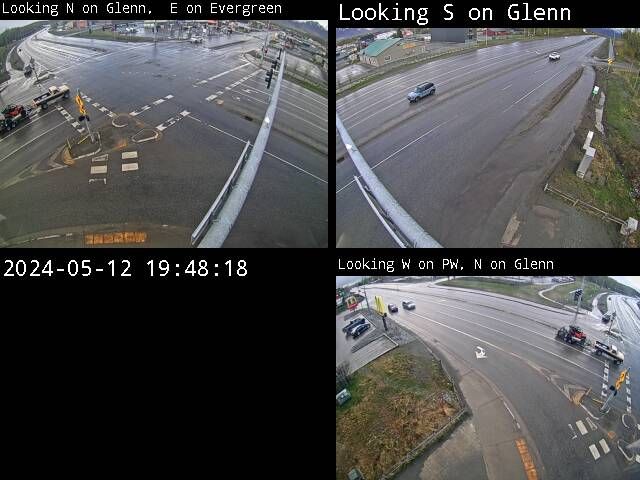 Looking N on Glenn, E on Evergreen
Looking S on Glenn
2024-05-12 19:48:18
Looking W on PW, N on Glenn